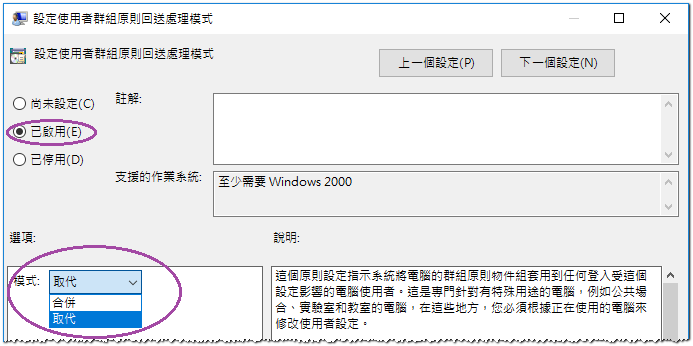 設定使用者群組原則回送處理模式
設定使用者群組原則回送處理模式
上一個設定(P)
下一個設定(N)
尚未設定(C)
註解:
已啟用(E)
已停用(D)
支援的作業系統:
至少需要 Windows 2000
選項:
說明:
模式:
取代
合併
取代
這個原則設定指示系統將電腦的群組原則物件組套用到任何登入受這個
設定影響的電腦使用者。這是專門針對有特殊用途的電腦，例如公共場
合、實驗室和教室的電腦，在這些地方，您必須根據正在使用的電腦來
修改使用者設定。